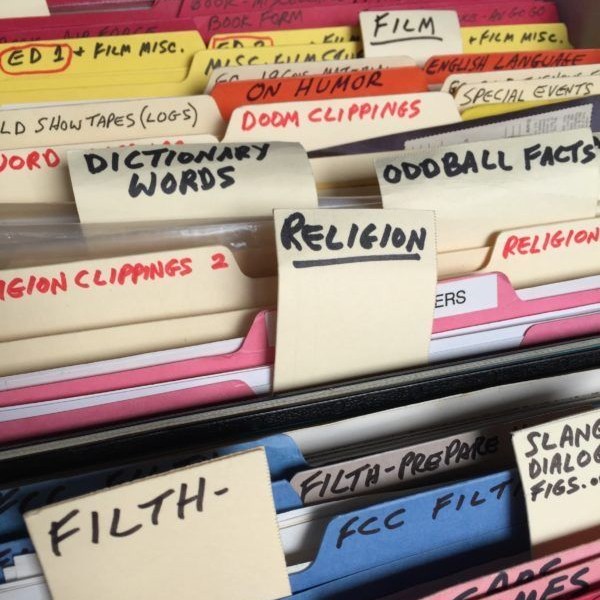 BOOK FORM
FILM
ED 1 + FILM MISC.
+ FILM MISC.
ENGLISH LANGUAGE
ON HUMOR
SPECIAL EVENTS
LD SHOW TAPES (LOGS)
DOOM CLIPPINGS
WORD
DICTIONARY
WORDS
ODDBALL FACTS
RELIGION
RELIGION
IGION CLIPPINGS 2
ERS
FILTH-PREPARE
SLANG
DIALOG
FIGS...
FILTH-
FCC FILT